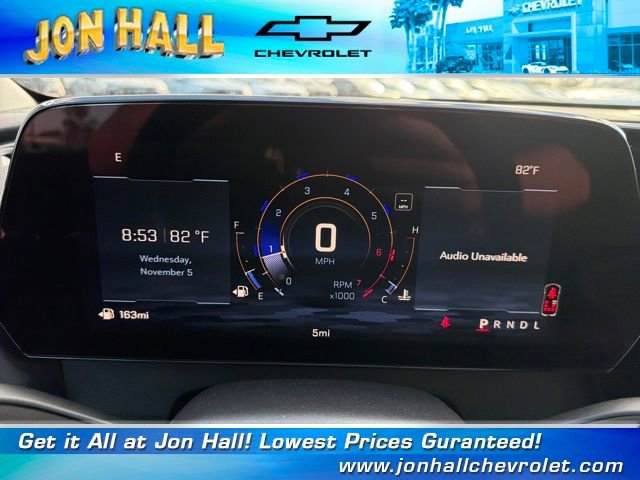 JON HALL
CHEVROLET
CHEVROLET
E
82°F
8:53 | 82 °F
Wednesday,
November 5
163mi
F
E
0
1
2
3
4
5
6
7
0
MPH
RPM
x1000
--
MPH
H
C
Audio Unavailable
P R N D L
5mi
Get it All at Jon Hall! Lowest Prices Guranteed!
www.jonhallchevrolet.com